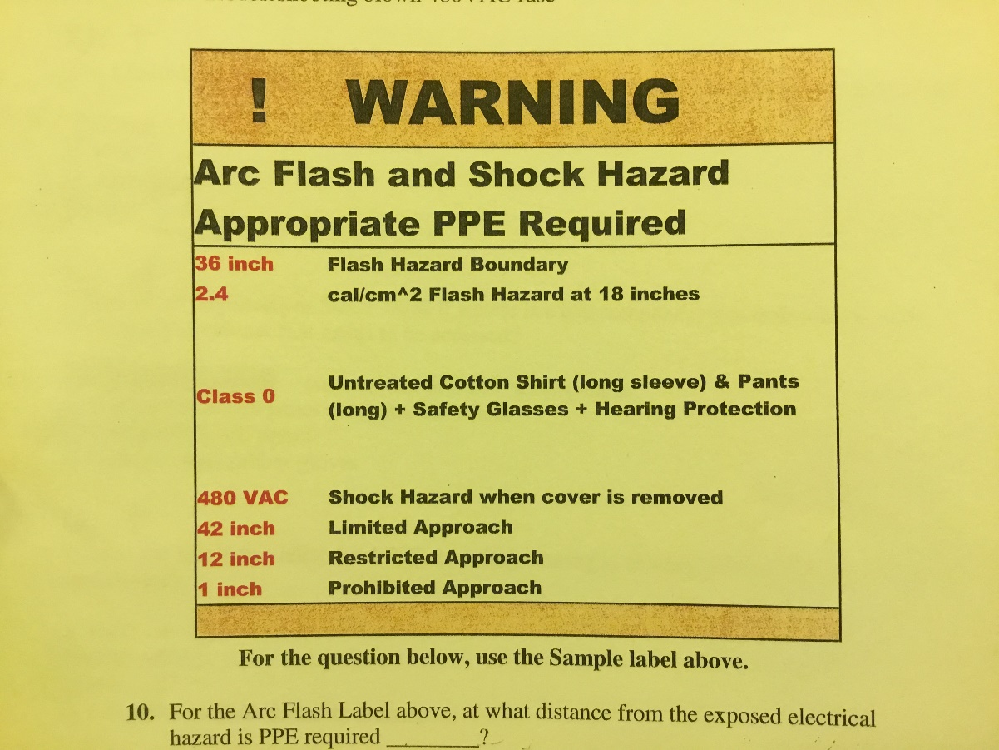 blown 480 VAC fuse
! WARNING
Arc Flash and Shock Hazard
Appropriate PPE Required
36 inch Flash Hazard Boundary
2.4 cal/cm^2 Flash Hazard at 18 inches
Class 0 Untreated Cotton Shirt (long sleeve) & Pants
(long) + Safety Glasses + Hearing Protection
480 VAC Shock Hazard when cover is removed
42 inch Limited Approach
12 inch Restricted Approach
1 inch Prohibited Approach
For the question below, use the Sample label above.
10. For the Arc Flash Label above, at what distance from the exposed electrical
hazard is PPE required ________?